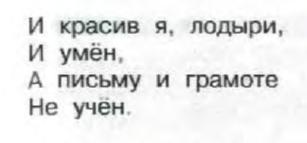 И красив я, лодыри,
И умён,
А письму и грамоте
Не учён.